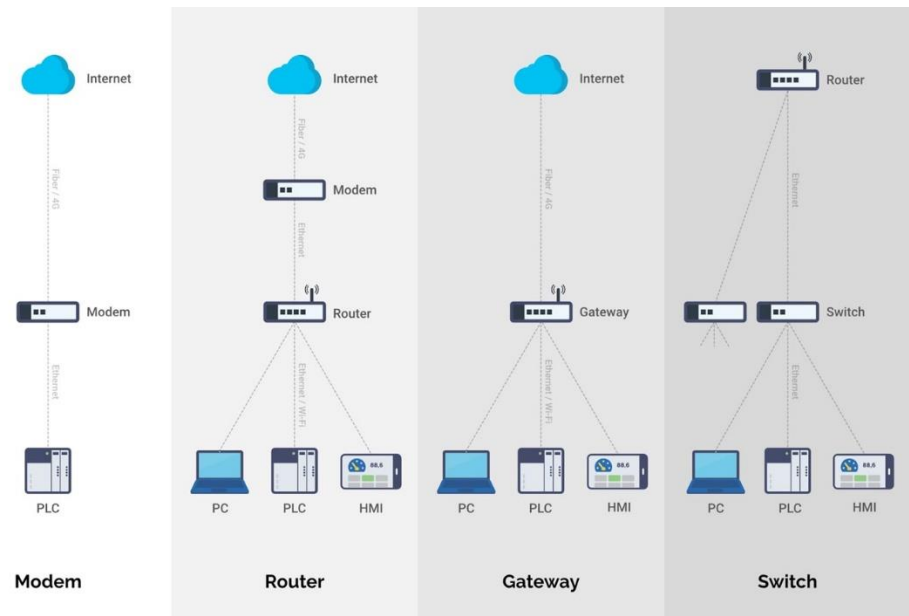 Internet
Fiber / 4G
Modem
Ethernet
PLC
Modem
Internet
Fiber / 4G
Modem
Ethernet
Router
Ethernet / Wi-Fi
PC
PLC
88,6
HMI
Router
Internet
Fiber / 4G
Gateway
Ethernet / Wi-Fi
PC
PLC
88,6
HMI
Gateway
Router
Ethernet
Switch
Ethernet
PC
PLC
88,6
HMI
Switch